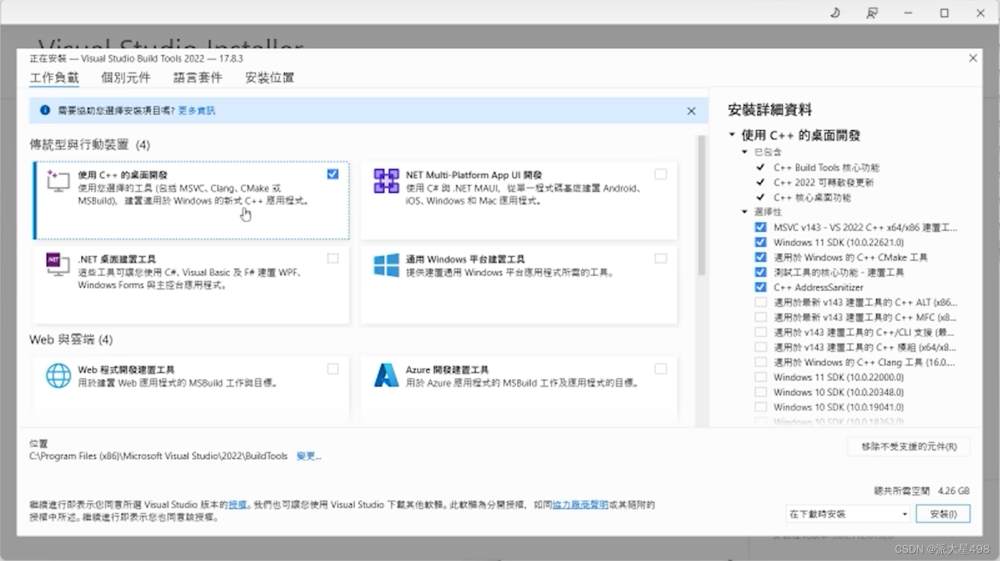 Visual Studio Installer
正在安裝 — Visual Studio Build Tools 2022 — 17.8.3
工作負載 個別元件 語言套件 安裝位置
需要協助您選擇安裝項目嗎? 更多資訊
傳統型與行動裝置 (4)
使用 C++ 的桌面開發
使用您選擇的工具 (包括 MSVC、Clang、CMake 或
MSBuild)，建置適用於 Windows 的新式 C++ 應用程式。
.NET Multi-Platform App UI 開發
使用 C# 與 .NET MAUI，從單一程式碼基底建置 Android、
iOS、Windows 和 Mac 應用程式。
.NET
.NET 桌面建置工具
這些工具可讓您使用 C#、Visual Basic 及 F# 建置 WPF、
Windows Forms 與主控台應用程式。
通用 Windows 平台建置工具
提供建置通用 Windows 平台應用程式所需的工具。
Web 與雲端 (4)
Web 程式開發建置工具
用於建置 Web 應用程式的 MSBuild 工作與目標。
Azure 開發建置工具
用於 Azure 應用程式的 MSBuild 工作及應用程式的目標。
安裝詳細資料
使用 C++ 的桌面開發
已包含
C++ Build Tools 核心功能
C++ 2022 可轉散發更新
C++ 核心桌面功能
選擇性
MSVC v143 - VS 2022 C++ x64/x86 建置工...
Windows 11 SDK (10.0.22621.0)
適用於 Windows 的 C++ CMake 工具
測試工具的核心功能 - 建置工具
C++ AddressSanitizer
適用於最新 v143 建置工具的 C++ ATL (x86...
適用於最新 v143 建置工具的 C++ MFC (x8...
適用於 v143 建置工具的 C++/CLI 支援 (最...
適用於 v143 建置工具的 C++ 模組 (x64/x8...
適用於 Windows 的 C++ Clang 工具 (16.0....
Windows 11 SDK (10.0.22000.0)
Windows 10 SDK (10.0.20348.0)
Windows 10 SDK (10.0.19041.0)
Windows 10 SDK (10.0.18362.0)
位置
C:\Program Files (x86)\Microsoft Visual Studio\2022\BuildTools 變更...
移除不受支援的元件(R)
總共所需空間 4.26 GB
繼續進行即表示您同意所選 Visual Studio 版本的授權。我們也可讓您使用 Visual Studio 下載其他軟體。此軟體為分開授權，如同協力廠商聲明或其隨附的
授權中所述。繼續進行即表示您也同意該授權。
在下載時安裝 安裝(I)
CSDN @派大星498